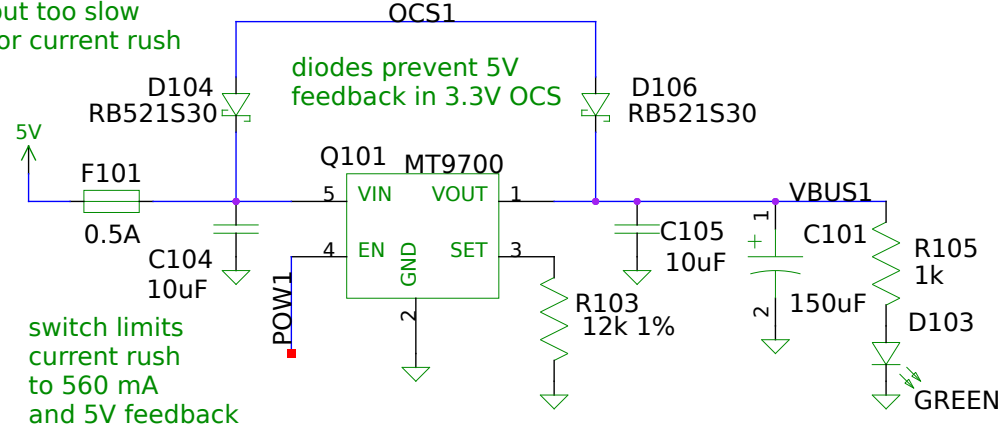 out too slow
or current rush
OCS1
diodes prevent 5V
feedback in 3.3V OCS
D104
RB521S30
D106
RB521S30
5V
F101
0.5A
Q101
MT9700
5
VIN
VOUT
1
4
EN
SET
3
GND
2
VBUS1
C104
10uF
POW1
C105
10uF
1
+
C101
2
150uF
R105
1k
R103
12k 1%
D103
GREEN
switch limits
current rush
to 560 mA
and 5V feedback